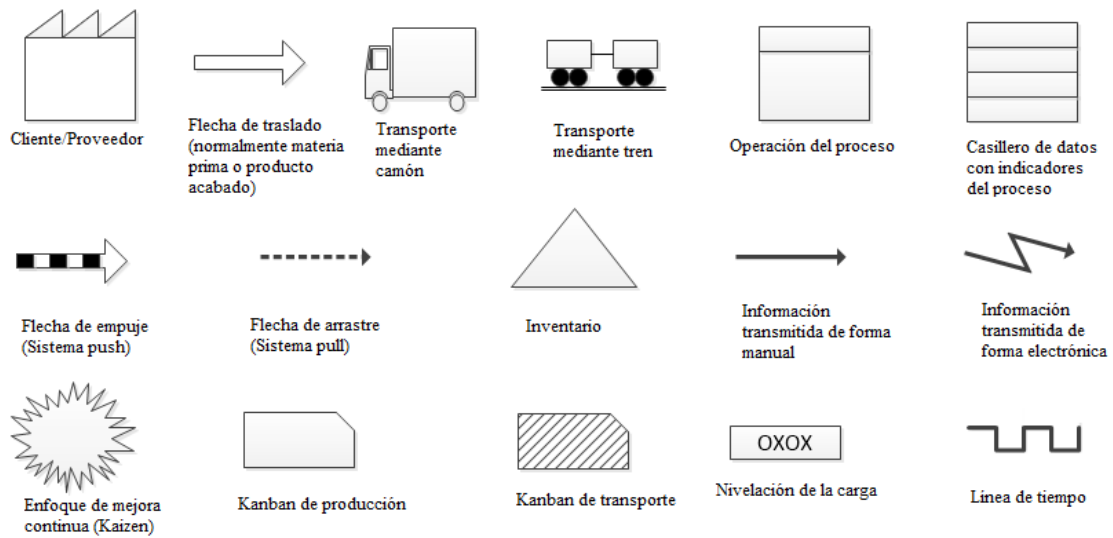 Cliente/Proveedor
Flecha de traslado
(normalmente materia
prima o producto
acabado)
Transporte
mediante
camón
Transporte
mediante tren
Operación del proceso
Casillero de datos
con indicadores
del proceso
Flecha de empuje
(Sistema push)
Flecha de arrastre
(Sistema pull)
Inventario
Información
transmitida de forma
manual
Información
transmitida de
forma electrónica
Enfoque de mejora
continua (Kaizen)
Kanban de producción
Kanban de transporte
OXOX
Nivelación de la carga
Linea de tiempo